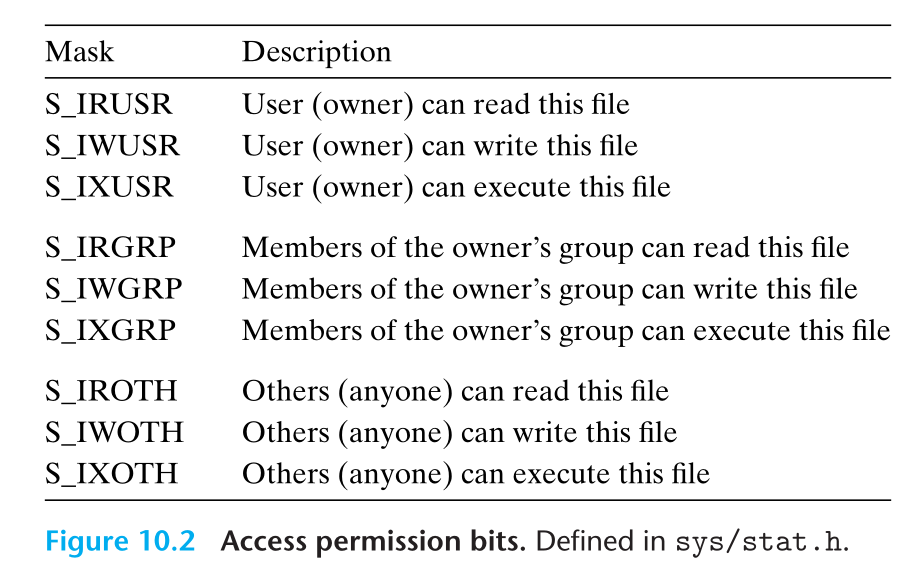 Mask Description
S_IRUSR User (owner) can read this file
S_IWUSR User (owner) can write this file
S_IXUSR User (owner) can execute this file
S_IRGRP Members of the owner’s group can read this file
S_IWGRP Members of the owner’s group can write this file
S_IXGRP Members of the owner’s group can execute this file
S_IROTH Others (anyone) can read this file
S_IWOTH Others (anyone) can write this file
S_IXOTH Others (anyone) can execute this file
Figure 10.2 Access permission bits. Defined in sys/stat.h.